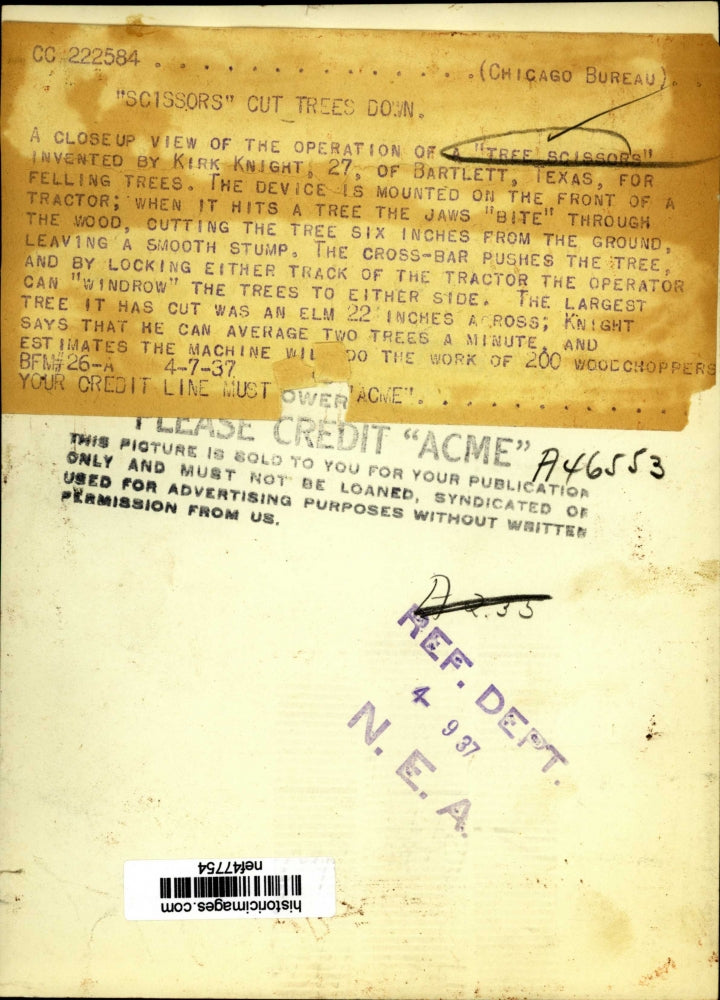 CC 222584 . . . . . . . . . . . . . . . (CHICAGO BUREAU). .
"SCISSORS" CUT TREES DOWN.
A CLOSEUP VIEW OF THE OPERATION OF A "TREE SCISSORS"
INVENTED BY KIRK KNIGHT, 27, OF BARTLETT, TEXAS, FOR
FELLING TREES. THE DEVICE IS MOUNTED ON THE FRONT OF A
TRACTOR; WHEN IT HITS A TREE THE JAWS "BITE" THROUGH
THE WOOD, CUTTING THE TREE SIX INCHES FROM THE GROUND,
LEAVING A SMOOTH STUMP. THE CROSS-BAR PUSHES THE TREE,
AND BY LOCKING EITHER TRACK OF THE TRACTOR THE OPERATOR
CAN "WINDROW" THE TREES TO EITHER SIDE. THE LARGEST
TREE IT HAS CUT WAS AN ELM 22 INCHES ACROSS; KNIGHT
SAYS THAT HE CAN AVERAGE TWO TREES A MINUTE, AND
ESTIMATES THE MACHINE WILL DO THE WORK OF 200 WOODCHOPPERS
BFM#26-A 4-7-37
YOUR CREDIT LINE MUST "ACME". . . . . . . . . . . .
OWER
PLEASE CREDIT "ACME"
A46553
THIS PICTURE IS SOLD TO YOU FOR YOUR PUBLICATION
ONLY AND MUST NOT BE LOANED, SYNDICATED OR
USED FOR ADVERTISING PURPOSES WITHOUT WRITTEN
PERMISSION FROM US.
REF. DEPT.
4 9 37
N. E. A.
nef47754
historicimages.com